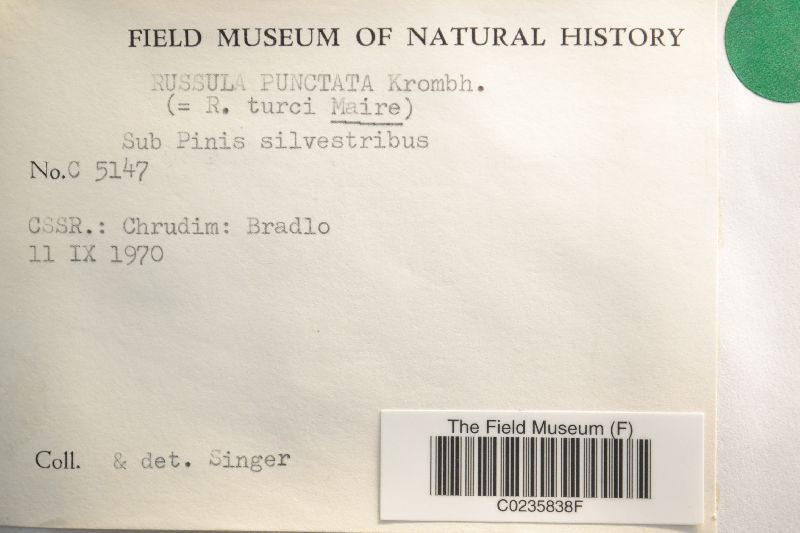 FIELD MUSEUM OF NATURAL HISTORY
RUSSULA PUNCTATA Krombh.
(= R. turci Maire)
Sub Pinis silvestribus
No.C 5147
CSSR.: Chrudim: Bradlo
11 IX 1970
Coll. & det. Singer
The Field Museum (F)
C0235838F